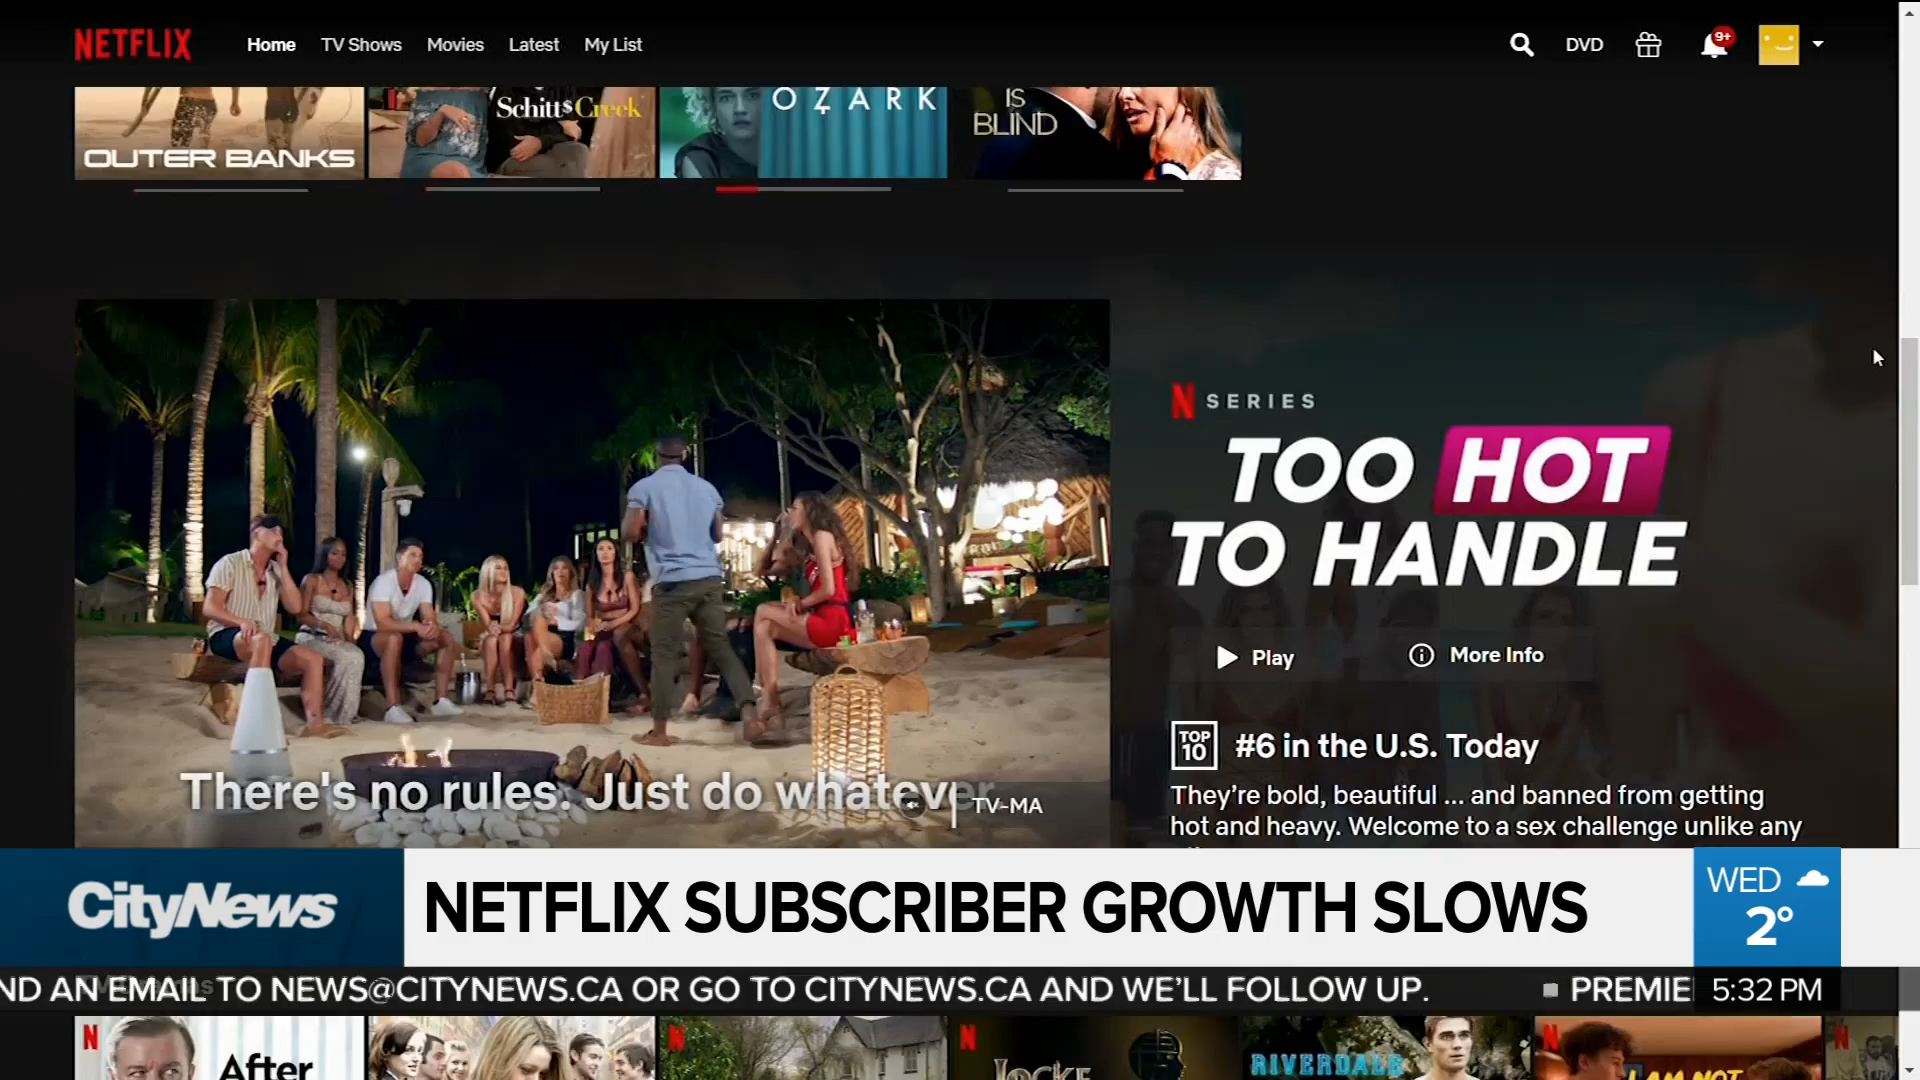 NETFLIX
Home TV Shows Movies Latest My List
DVD
9+
OUTER BANKS
Schitt$ Creek
OZARK
IS
BLIND
N SERIES
TOO HOT
TO HANDLE
Play
More Info
TOP
10
#6 in the U.S. Today
They're bold, beautiful ... and banned from getting
hot and heavy. Welcome to a sex challenge unlike any
There's no rules. Just do whatever
TV-MA
CityNews
NETFLIX SUBSCRIBER GROWTH SLOWS
WED
2°
ND AN EMAIL TO NEWS@CITYNEWS.CA OR GO TO CITYNEWS.CA AND WE'LL FOLLOW UP.
PREMIE
5:32 PM
N
After
N
N
LOCKE
RIVERDALE
N
I AM NOT
N